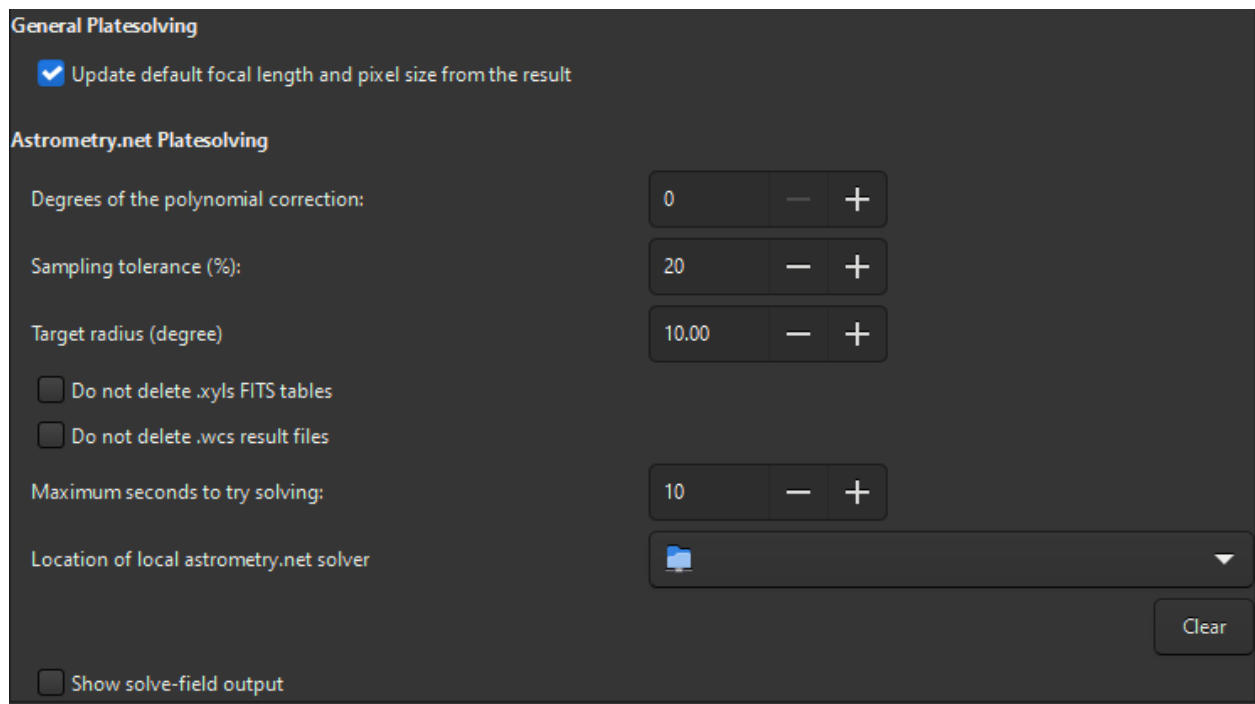 General Platesolving
Update default focal length and pixel size from the result
Astrometry.net Platesolving
Degrees of the polynomial correction: 0
Sampling tolerance (%): 20
Target radius (degree) 10.00
Do not delete .xyls FITS tables
Do not delete .wcs result files
Maximum seconds to try solving: 10
Location of local astrometry.net solver
Clear
Show solve-field output